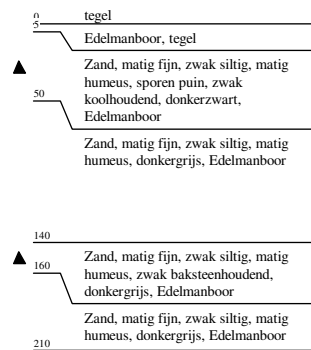 0
tegel
5
Edelmanboor, tegel
Zand, matig fijn, zwak siltig, matig
humeus, sporen puin, zwak
koolhoudend, donkerzwart,
Edelmanboor
50
Zand, matig fijn, zwak siltig, matig
humeus, donkergrijs, Edelmanboor
140
Zand, matig fijn, zwak siltig, matig
humeus, zwak baksteenhoudend,
donkergrijs, Edelmanboor
160
Zand, matig fijn, zwak siltig, matig
humeus, donkergrijs, Edelmanboor
210